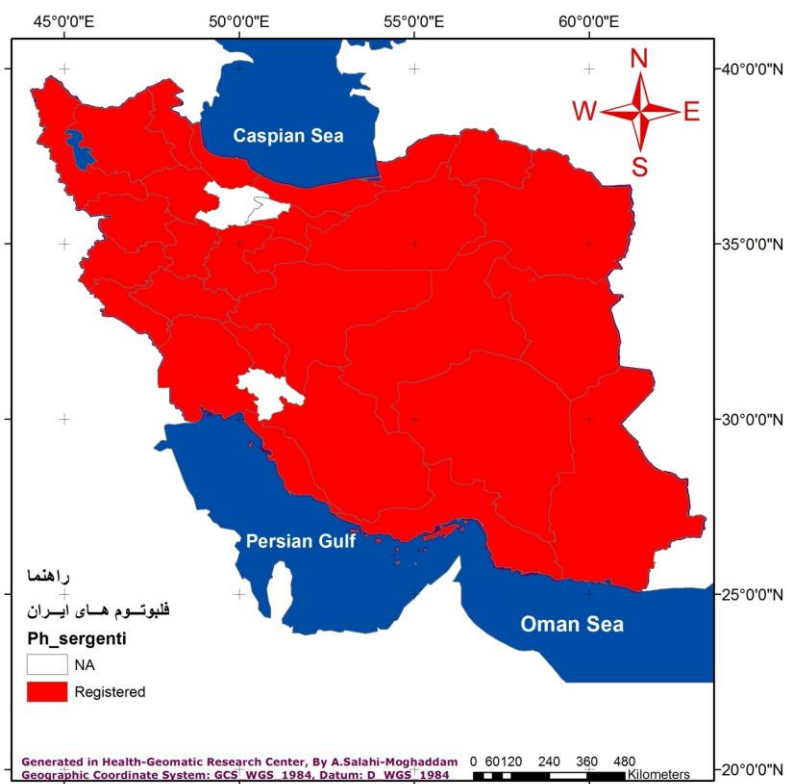 45°0'0"E 50°0'0"E 55°0'0"E 60°0'0"E
40°0'0"N
N
W E
S
Caspian Sea
35°0'0"N
30°0'0"N
Persian Gulf
راهنما
25°0'0"N
فلبوتوم های ایران
Oman Sea
Ph_sergenti
NA
Registered
Generated in Health-Geomatic Research Center, By A.Salahi-Moghaddam
Geographic Coordinate System: GCS_WGS_1984, Datum: D_WGS_1984
0 60120 240 360 480
Kilometers
20°0'0"N